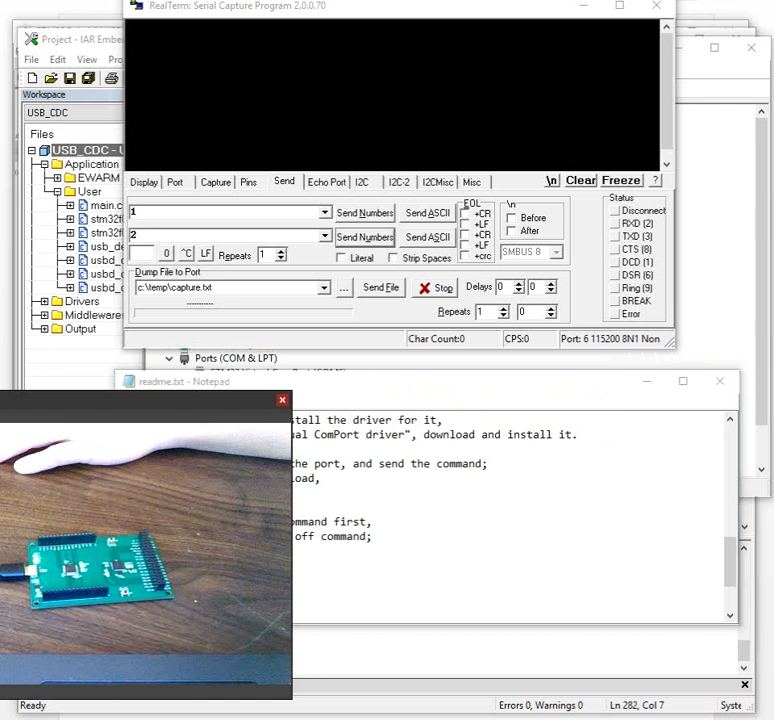 RealTerm: Serial Capture Program 2.0.0.70
Project - IAR Embe
File Edit View Pro
Workspace
USB_CDC
Files
USB_CDC - U
Application
EWARM
User
main.c
stm32f
stm32f
usb_de
usbd_c
usbd_c
usbd_
Drivers
Middleware
Output
Display Port Capture Pins Send Echo Port I2C I2C-2 I2CMisc Misc \n Clear Freeze ?
1 Send Numbers Send ASCII
2 Send Numbers Send ASCII
EOL
+CR
+LF
+CR
+LF
+crc
\n
Before
After
0 ^C LF Repeats 1 Literal Strip Spaces SMBUS 8
Dump File to Port
c:\temp\capture.txt ... Send File Stop Delays 0 0
Repeats 1 0
Status
Disconnect
RXD (2)
TXD (3)
CTS (8)
DCD (1)
DSR (6)
Ring (9)
BREAK
Error
Char Count:0 CPS:0 Port: 6 115200 8N1 Non
Ports (COM & LPT)
readme.txt - Notepad
stall the driver for it,
ual ComPort driver", download and install it.
the port, and send the command;
oad,
ommand first,
off command;
Ready Errors 0, Warnings 0 Ln 282, Col 7 Syste